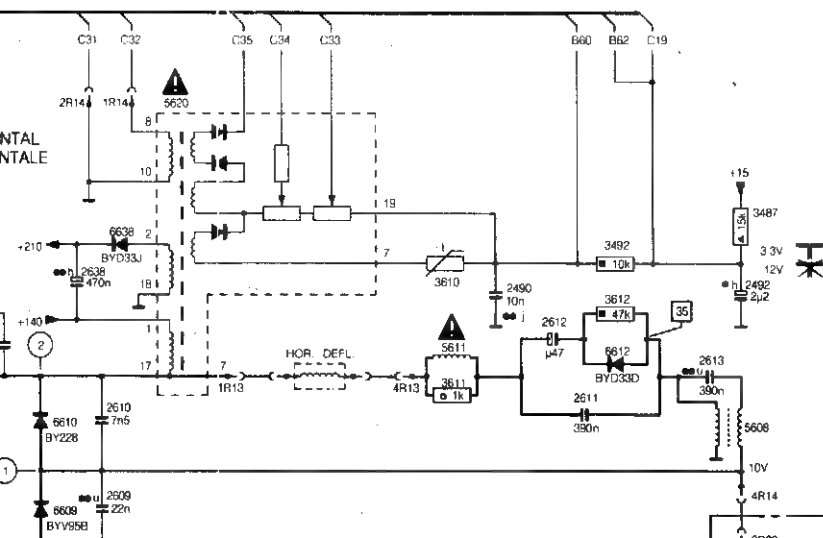 C31 C32 C35 C34 C33 B60 B62 C19
2R14 1R14 5620
8
NTAL
NTALE
10
19
+15
3487
15k
+210
6638
BYD33J
2
2638
470n
18
7
-t
3610
3492
10k
3.3V
12V
h 2492
2µ2
2490
10n
j
+140
1
2
17
7
1R13
HOR. DEFL.
4R13
5611
3611
1k
2612
µ47
3612
47k
35
6612
BYD33D
2611
390n
u 2613
390n
5608
6610
BY228
2610
7n5
1
10V
4R14
6609
BYV95B
u 2609
22n